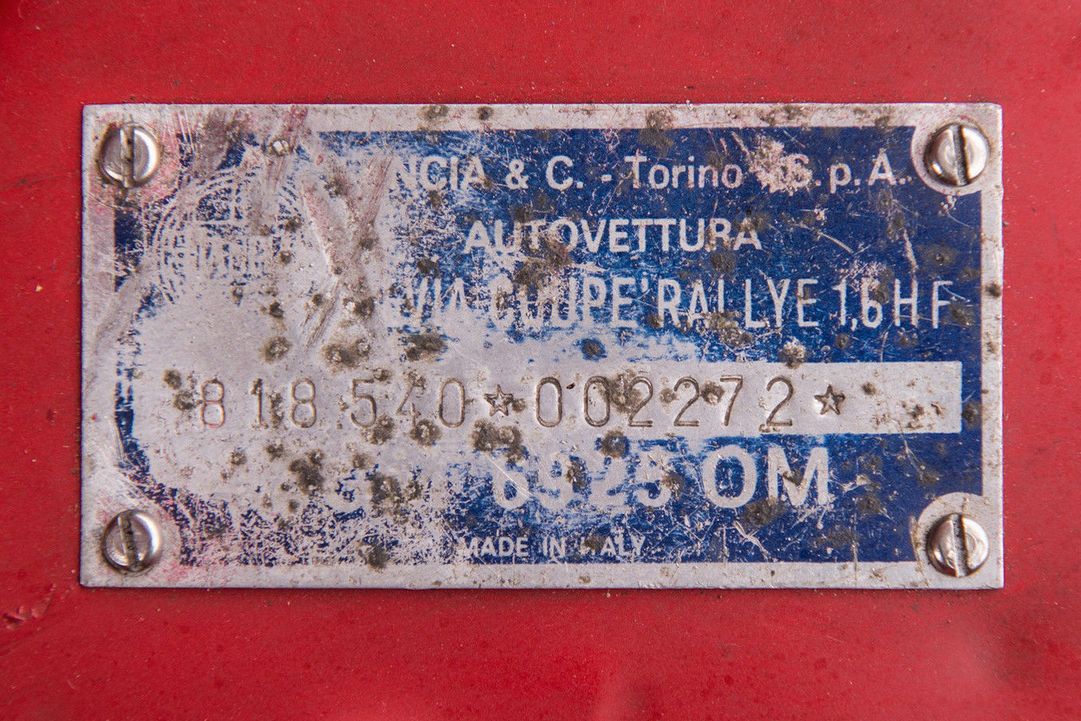 NCIA & C. - Torino - S.p.A.
AUTOVETTURA
VIA COUPE' RALLYE 1,6 HF
818 540 ☆ 002272 ☆
6925 OM
MADE IN ITALY